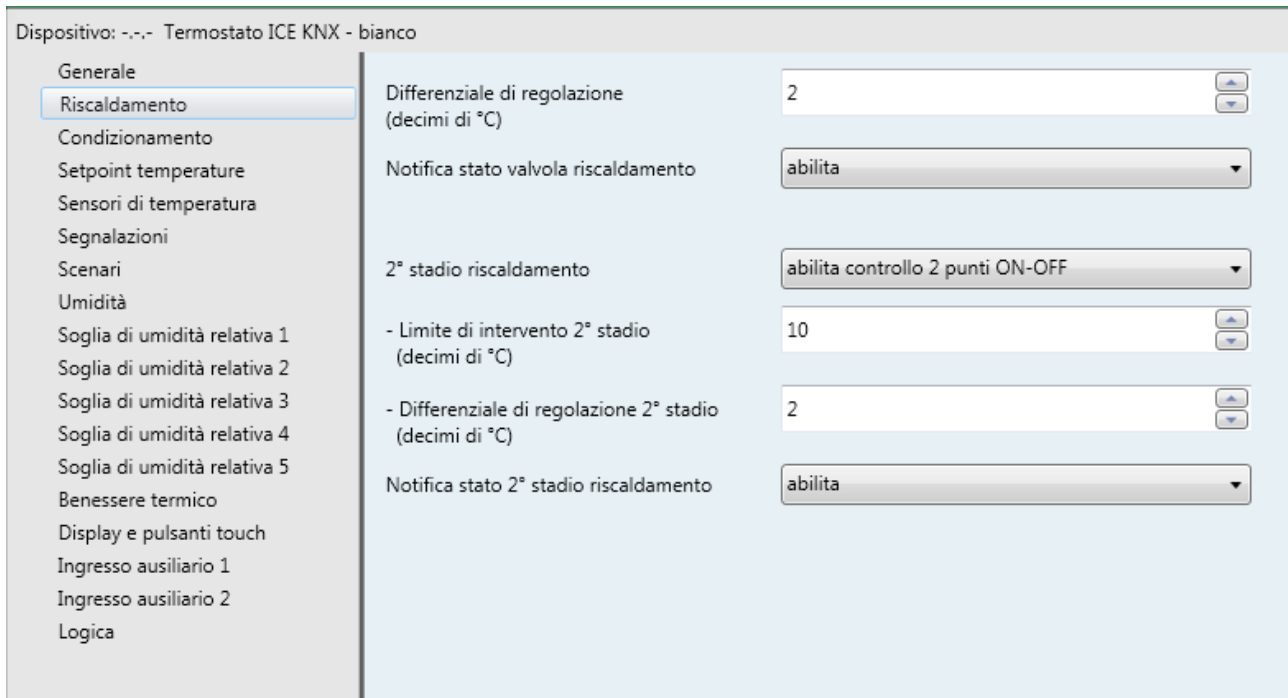 Dispositivo: -.-.- Termostato ICE KNX - bianco
Generale
Riscaldamento
Condizionamento
Setpoint temperature
Sensori di temperatura
Segnalazioni
Scenari
Umidità
Soglia di umidità relativa 1
Soglia di umidità relativa 2
Soglia di umidità relativa 3
Soglia di umidità relativa 4
Soglia di umidità relativa 5
Benessere termico
Display e pulsanti touch
Ingresso ausiliario 1
Ingresso ausiliario 2
Logica
Differenziale di regolazione
(decimi di °C)
2
Notifica stato valvola riscaldamento
abilita
2° stadio riscaldamento
abilita controllo 2 punti ON-OFF
- Limite di intervento 2° stadio
(decimi di °C)
10
- Differenziale di regolazione 2° stadio
(decimi di °C)
2
Notifica stato 2° stadio riscaldamento
abilita